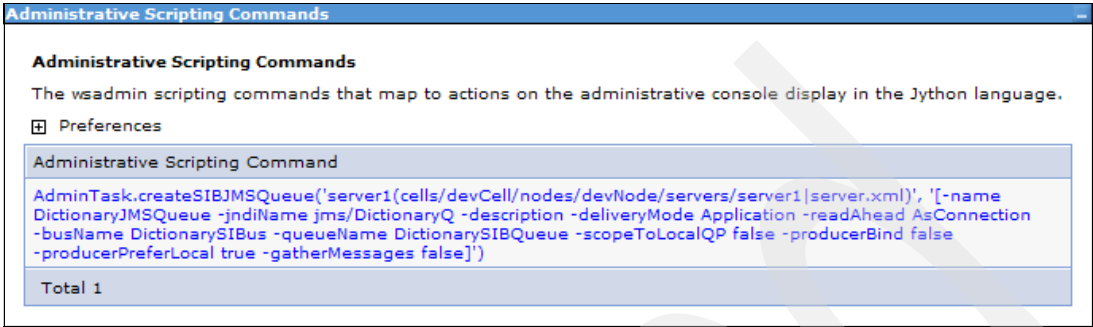 Administrative Scripting Commands
Administrative Scripting Commands
The wsadmin scripting commands that map to actions on the administrative console display in the Jython language.
Preferences
Administrative Scripting Command
AdminTask.createSIBJMSQueue('server1(cells/devCell/nodes/devNode/servers/server1|server.xml)', '[-name
DictionaryJMSQueue -jndiName jms/DictionaryQ -description -deliveryMode Application -readAhead AsConnection
-busName DictionarySIBus -queueName DictionarySIBQueue -scopeToLocalQP false -producerBind false
-producerPreferLocal true -gatherMessages false]')
Total 1